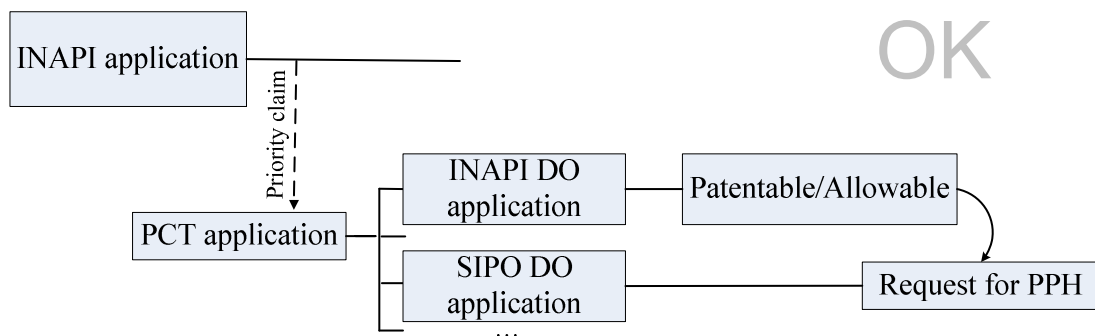 INAPI application
OK
Priority claim
INAPI DO
application
Patentable/Allowable
PCT application
SIPO DO
application
Request for PPH
...